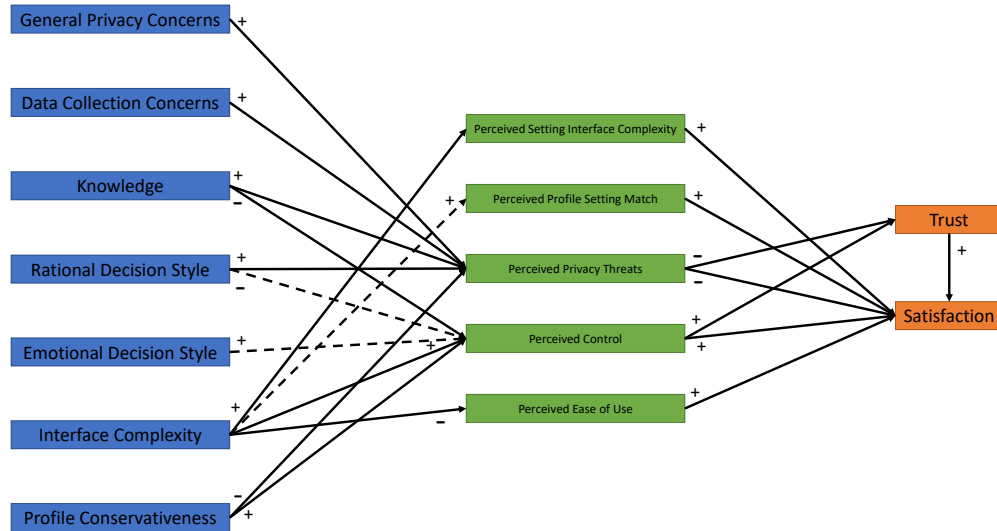 General Privacy Concerns
+
Data Collection Concerns
+
Knowledge
+
-
Rational Decision Style
+
-
Emotional Decision Style
+
Interface Complexity
+
Profile Conservativeness
-
+
Perceived Setting Interface Complexity
+
+
Perceived Profile Setting Match
+
Perceived Privacy Threats
-
-
+
Perceived Control
+
+
-
Perceived Ease of Use
+
Trust
+
Satisfaction